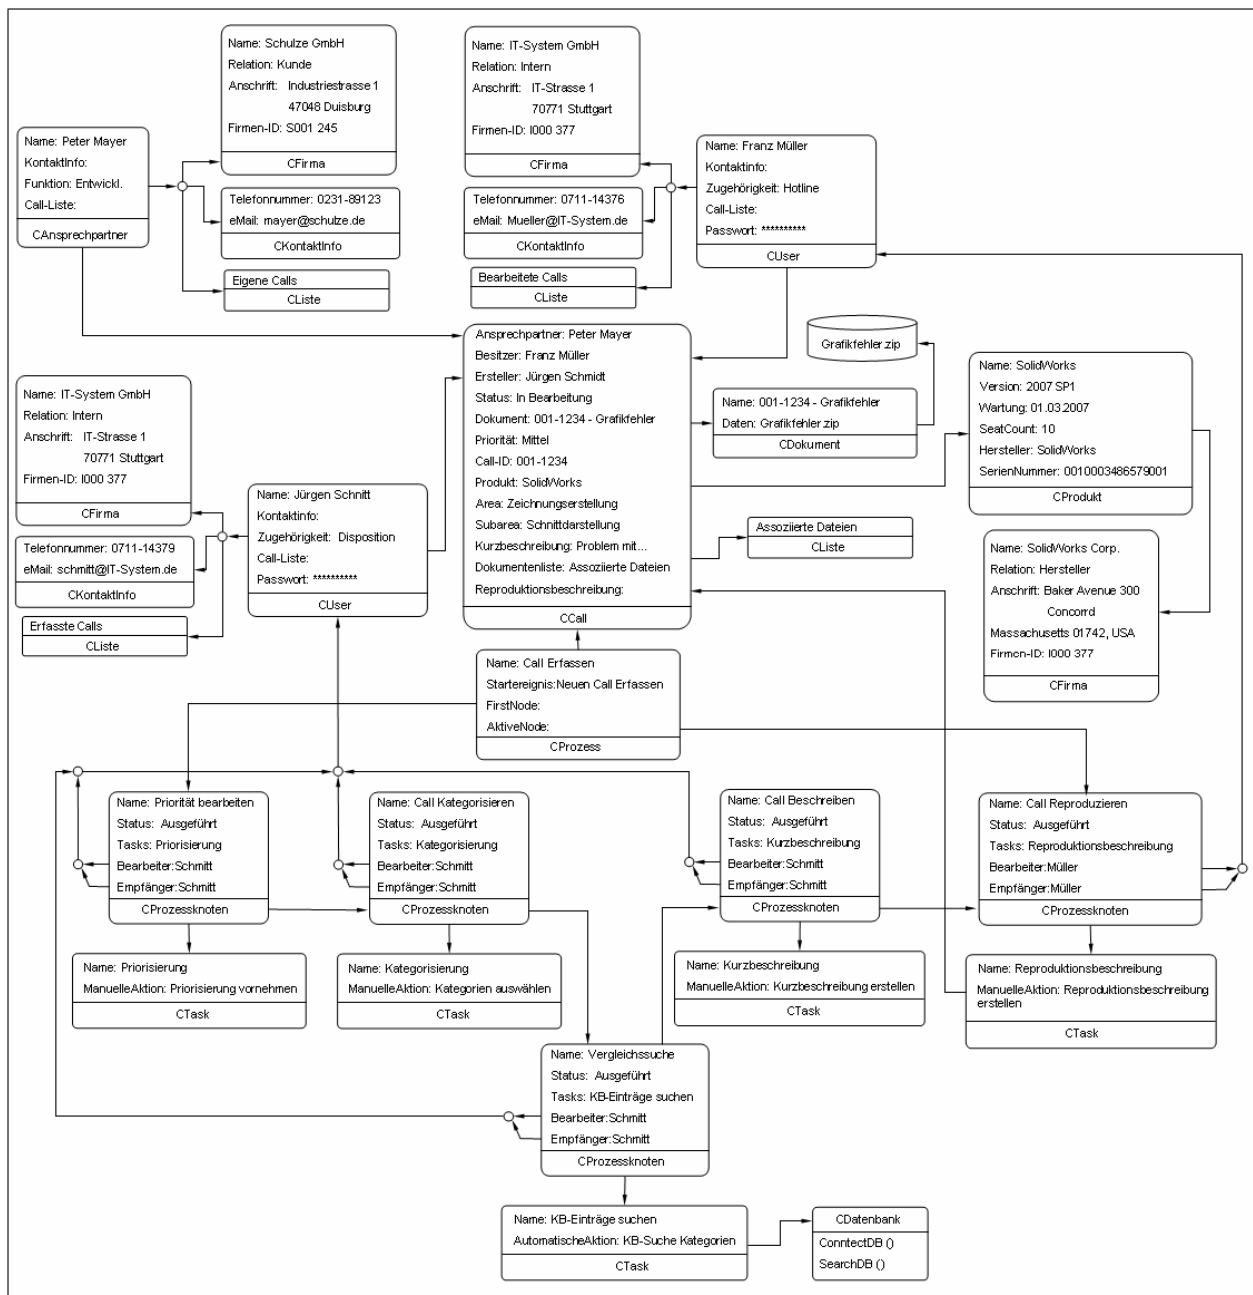 Name: Schulze GmbH
Relation: Kunde
Anschrift: Industriestrasse 1
47048 Duisburg
Firmen-ID: S001 245
CFirma
Name: IT-System GmbH
Relation: Intern
Anschrift: IT-Strasse 1
70771 Stuttgart
Firmen-ID: I000 377
CFirma
Name: Peter Mayer
KontaktInfo:
Funktion: Entwickl.
Call-Liste:
CAnsprechpartner
Name: Franz Müller
Kontaktinfo:
Zugehörigkeit: Hotline
Call-Liste:
Passwort: **********
CUser
Telefonnummer: 0231-89123
eMail: mayer@schulze.de
CKontaktInfo
Telefonnummer: 0711-14376
eMail: Mueller@IT-System.de
CKontaktInfo
Eigene Calls
CListe
Bearbeitete Calls
CListe
Ansprechpartner: Peter Mayer
Besitzer: Franz Müller
Ersteller: Jürgen Schmidt
Status: In Bearbeitung
Dokument: 001-1234 - Grafikfehler
Priorität: Mittel
Call-ID: 001-1234
Produkt: SolidWorks
Area: Zeichnungserstellung
Subarea: Schnittdarstellung
Kurzbeschreibung: Problem mit...
Dokumentenliste: Assoziierte Dateien
Reproduktionsbeschreibung:
CCall
Grafikfehler.zip
Name: 001-1234 - Grafikfehler
Daten: Grafikfehler.zip
CDokument
Name: SolidWorks
Version: 2007 SP1
Wartung: 01.03.2007
SeatCount: 10
Hersteller: SolidWorks
SerienNummer: 0010003486579001
CProdukt
Name: IT-System GmbH
Relation: Intern
Anschrift: IT-Strasse 1
70771 Stuttgart
Firmen-ID: I000 377
CFirma
Name: Jürgen Schnitt
Kontaktinfo:
Zugehörigkeit: Disposition
Call-Liste:
Passwort: **********
CUser
Assoziierte Dateien
CListe
Telefonnummer: 0711-14379
eMail: schmitt@IT-System.de
CKontaktInfo
Name: SolidWorks Corp.
Relation: Hersteller
Anschrift: Baker Avenue 300
Concorrd
Massachusetts 01742, USA
Firmen-ID: I000 377
CFirma
Erfasste Calls
CListe
Name: Call Erfassen
Startereignis:Neuen Call Erfassen
FirstNode:
AktiveNode:
CProzess
Name: Priorität bearbeiten
Status: Ausgeführt
Tasks: Priorisierung
Bearbeiter:Schmitt
Empfänger:Schmitt
CProzessknoten
Name: Call Kategorisieren
Status: Ausgeführt
Tasks: Kategorisierung
Bearbeiter:Schmitt
Empfänger:Schmitt
CProzessknoten
Name: Call Beschreiben
Status: Ausgeführt
Tasks: Kurzbeschreibung
Bearbeiter:Schmitt
Empfänger:Schmitt
CProzessknoten
Name: Call Reproduzieren
Status: Ausgeführt
Tasks: Reproduktionsbeschreibung
Bearbeiter:Müller
Empfänger:Müller
CProzessknoten
Name: Priorisierung
ManuelleAktion: Priorisierung vornehmen
CTask
Name: Kategorisierung
ManuelleAktion: Kategorien auswählen
CTask
Name: Kurzbeschreibung
ManuelleAktion: Kurzbeschreibung erstellen
CTask
Name: Reproduktionsbeschreibung
ManuelleAktion: Reproduktionsbeschreibung
erstellen
CTask
Name: Vergleichssuche
Status: Ausgeführt
Tasks: KB-Einträge suchen
Bearbeiter:Schmitt
Empfänger:Schmitt
CProzessknoten
Name: KB-Einträge suchen
AutomatischeAktion: KB-Suche Kategorien
CTask
CDatenbank
ConntectDB ()
SearchDB ()